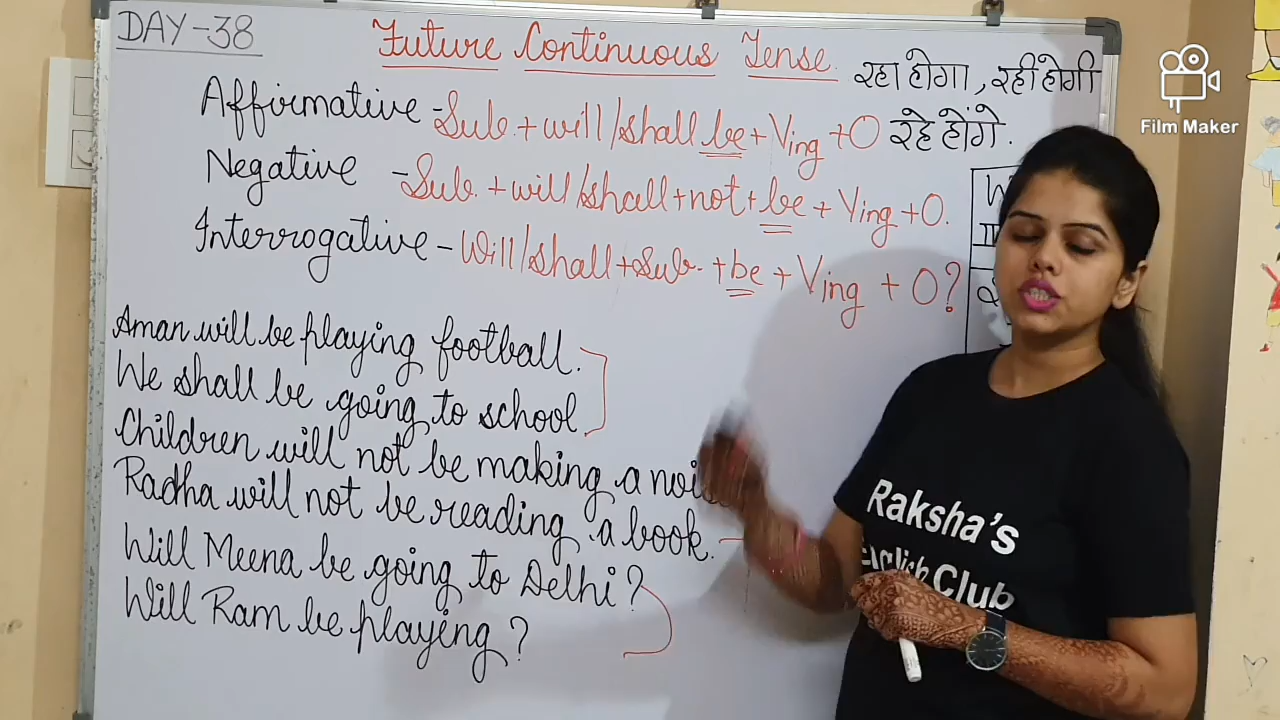 DAY-38
Future Continuous Tense.
रहा होगा, रही होगी
रहे होंगे.
Affirmative - Sub. + will/shall be + Ving + O
Negative - Sub. + will/shall + not + be + Ving + O.
Interrogative - Will/shall + Sub. + be + Ving + O?
Aman will be playing football.
We shall be going to school
Children will not be making a
Radha will not be reading a book.
Will Meena be going to Delhi?
Will Ram be playing?
Film Maker
Raksha's
English Club